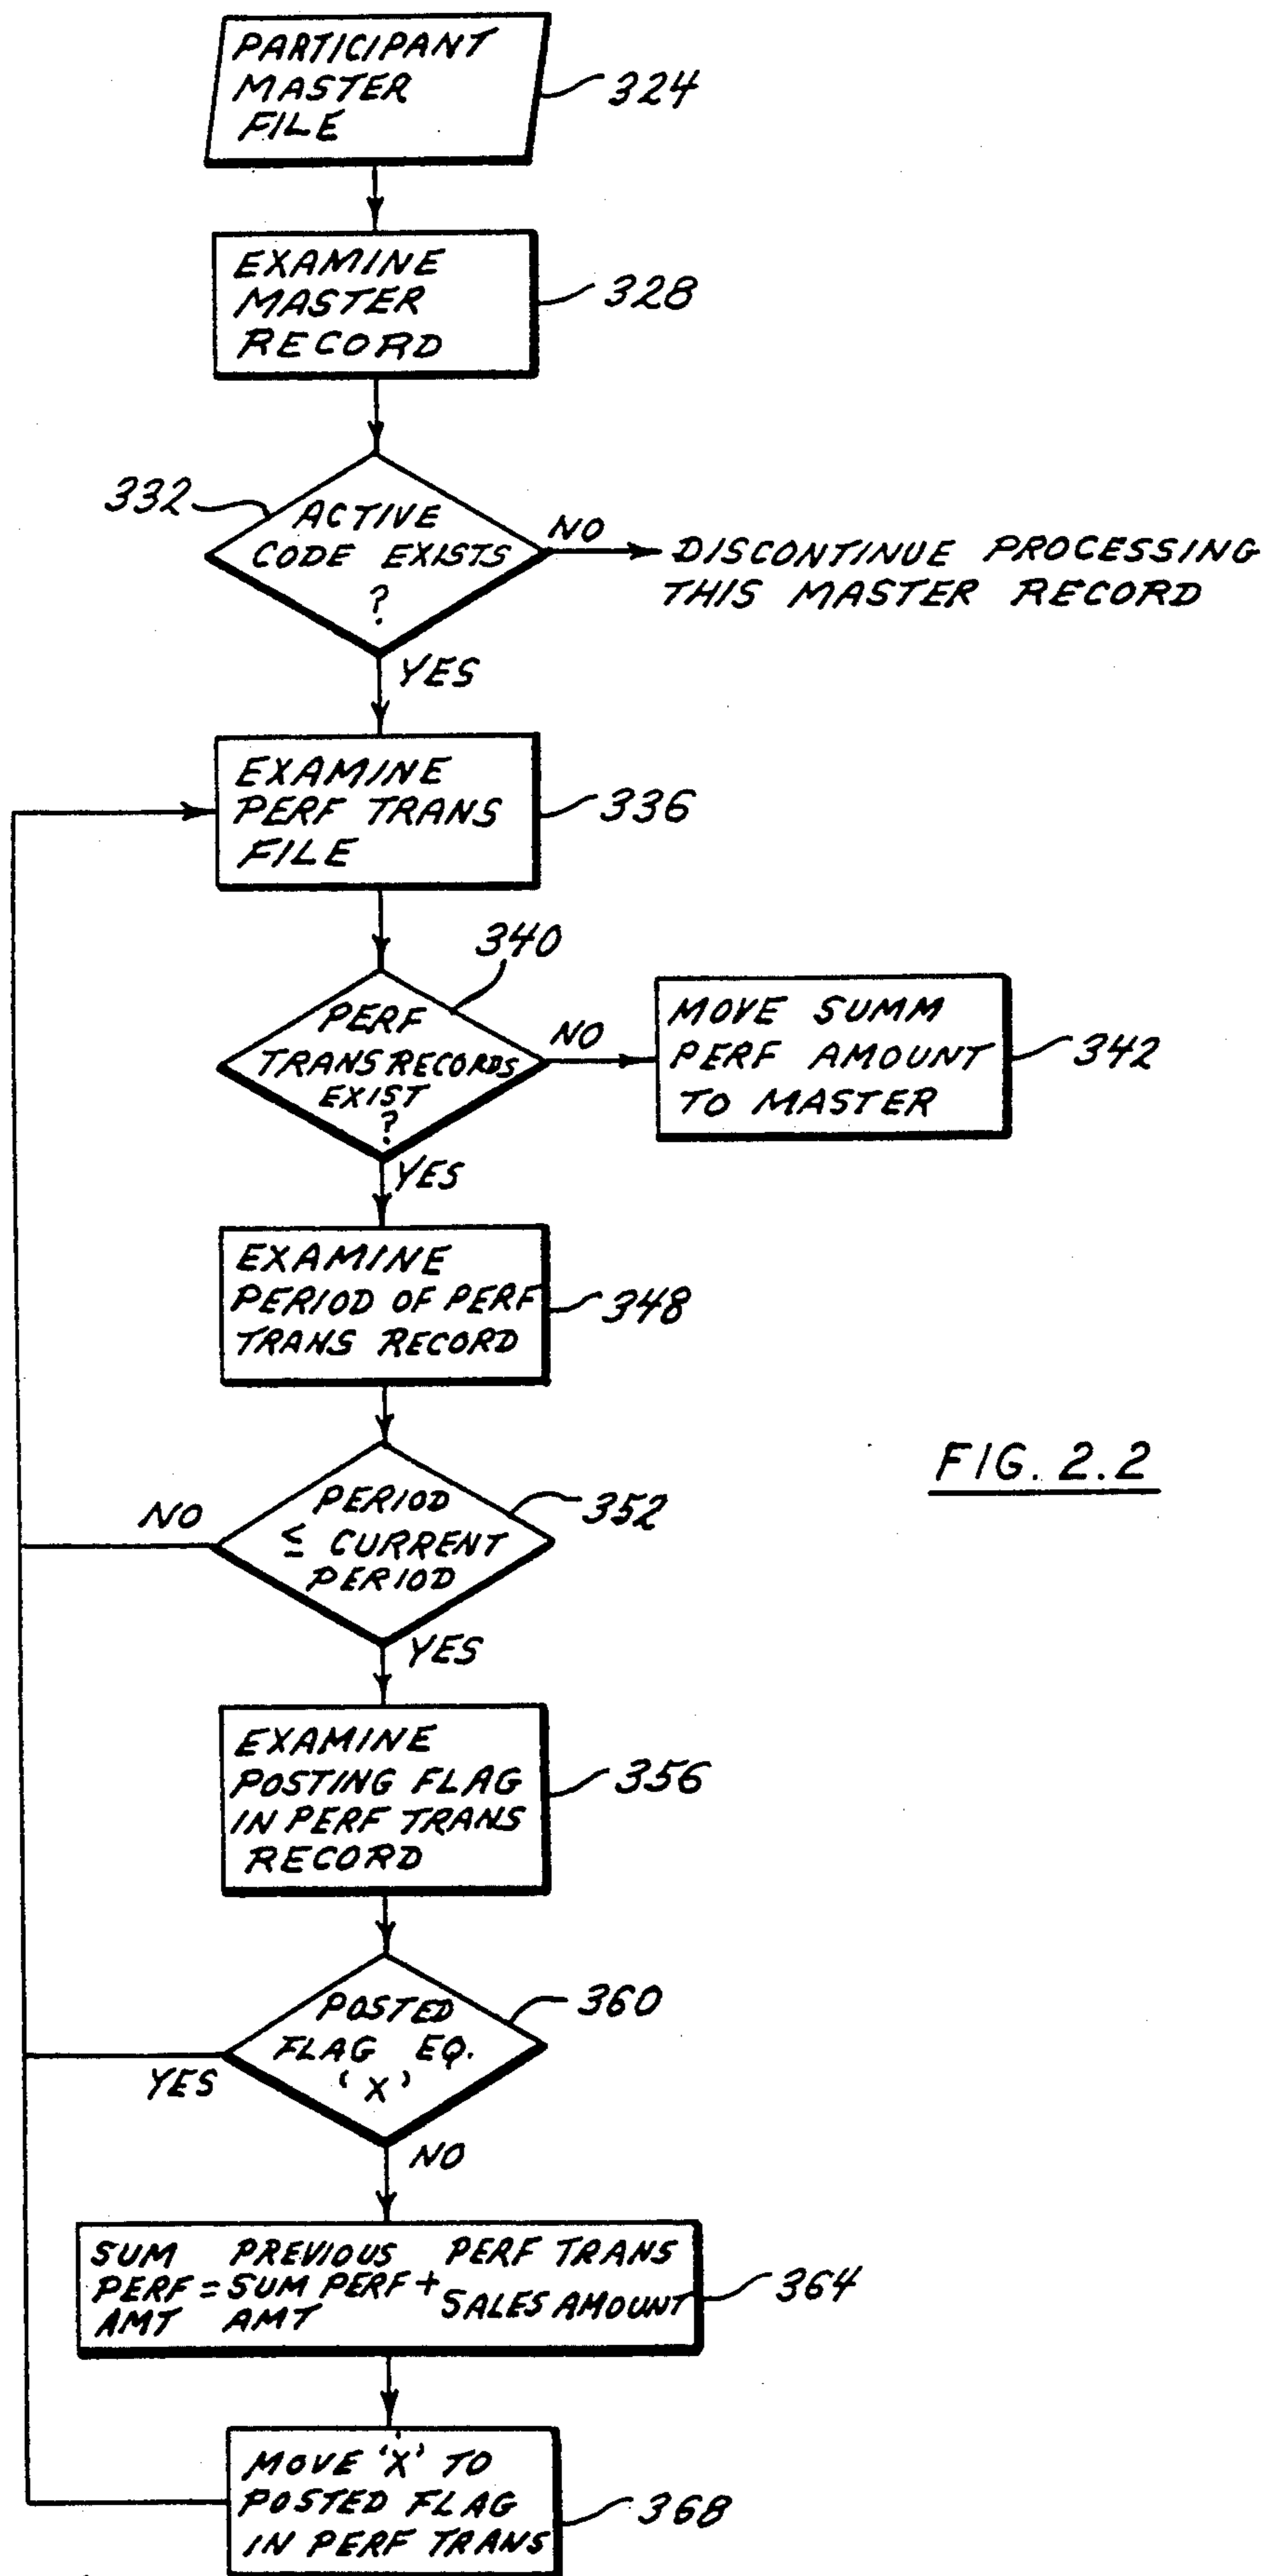 PARTICIPANT
MASTER
FILE
324
EXAMINE
MASTER
RECORD
328
332
ACTIVE
CODE EXISTS
?
NO
DISCONTINUE PROCESSING
THIS MASTER RECORD
YES
EXAMINE
PERF TRANS
FILE
336
340
PERF
TRANS RECORDS
EXIST
?
NO
MOVE SUMM
PERF AMOUNT
TO MASTER
342
YES
EXAMINE
PERIOD OF PERF
TRANS RECORD
348
PERIOD
≤ CURRENT
PERIOD
352
NO
YES
FIG. 2.2
EXAMINE
POSTING FLAG
IN PERF TRANS
RECORD
356
POSTED
FLAG EQ.
'X'
360
YES
NO
SUM PREVIOUS PERF TRANS
PERF = SUM PERF + SALES AMOUNT
AMT AMT
364
MOVE 'X' TO
POSTED FLAG
IN PERF TRANS
368